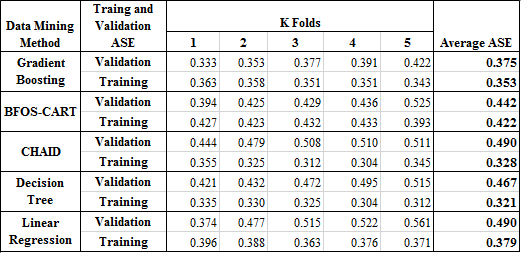 Data Mining Method Traing and Validation ASE K Folds Average ASE
1 2 3 4 5
Gradient Boosting Validation 0.333 0.353 0.377 0.391 0.422 0.375
Training 0.363 0.358 0.351 0.351 0.343 0.353
BFOS-CART Validation 0.394 0.425 0.429 0.436 0.525 0.442
Training 0.427 0.423 0.432 0.433 0.393 0.422
CHAID Validation 0.444 0.479 0.508 0.510 0.511 0.490
Training 0.355 0.325 0.312 0.304 0.345 0.328
Decision Tree Validation 0.421 0.432 0.472 0.495 0.515 0.467
Training 0.335 0.330 0.325 0.304 0.312 0.321
Linear Regression Validation 0.374 0.477 0.515 0.522 0.561 0.490
Training 0.396 0.388 0.363 0.376 0.371 0.379